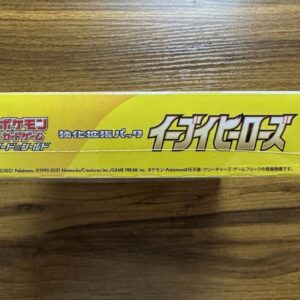 ポケモン
カードゲーム
ソード&シールド
強化拡張パック
イーブイヒーローズ
©2021 Pokémon. ©1995-2021 Nintendo/Creatures Inc./GAME FREAK inc. ポケモン・Pokémonは任天堂・クリーチャーズ・ゲームフリークの登録商標です。